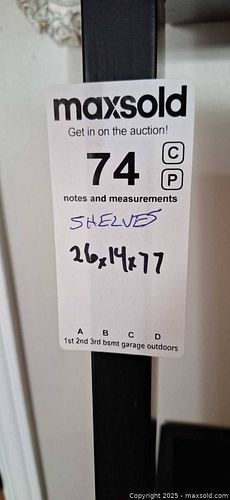 maxsold
Get in on the auction!
74
C
P
notes and measurements
SHELVES
26x14x77
A B C D
1st 2nd 3rd bsmt garage outdoors
Copyright 2025 - maxsold.com